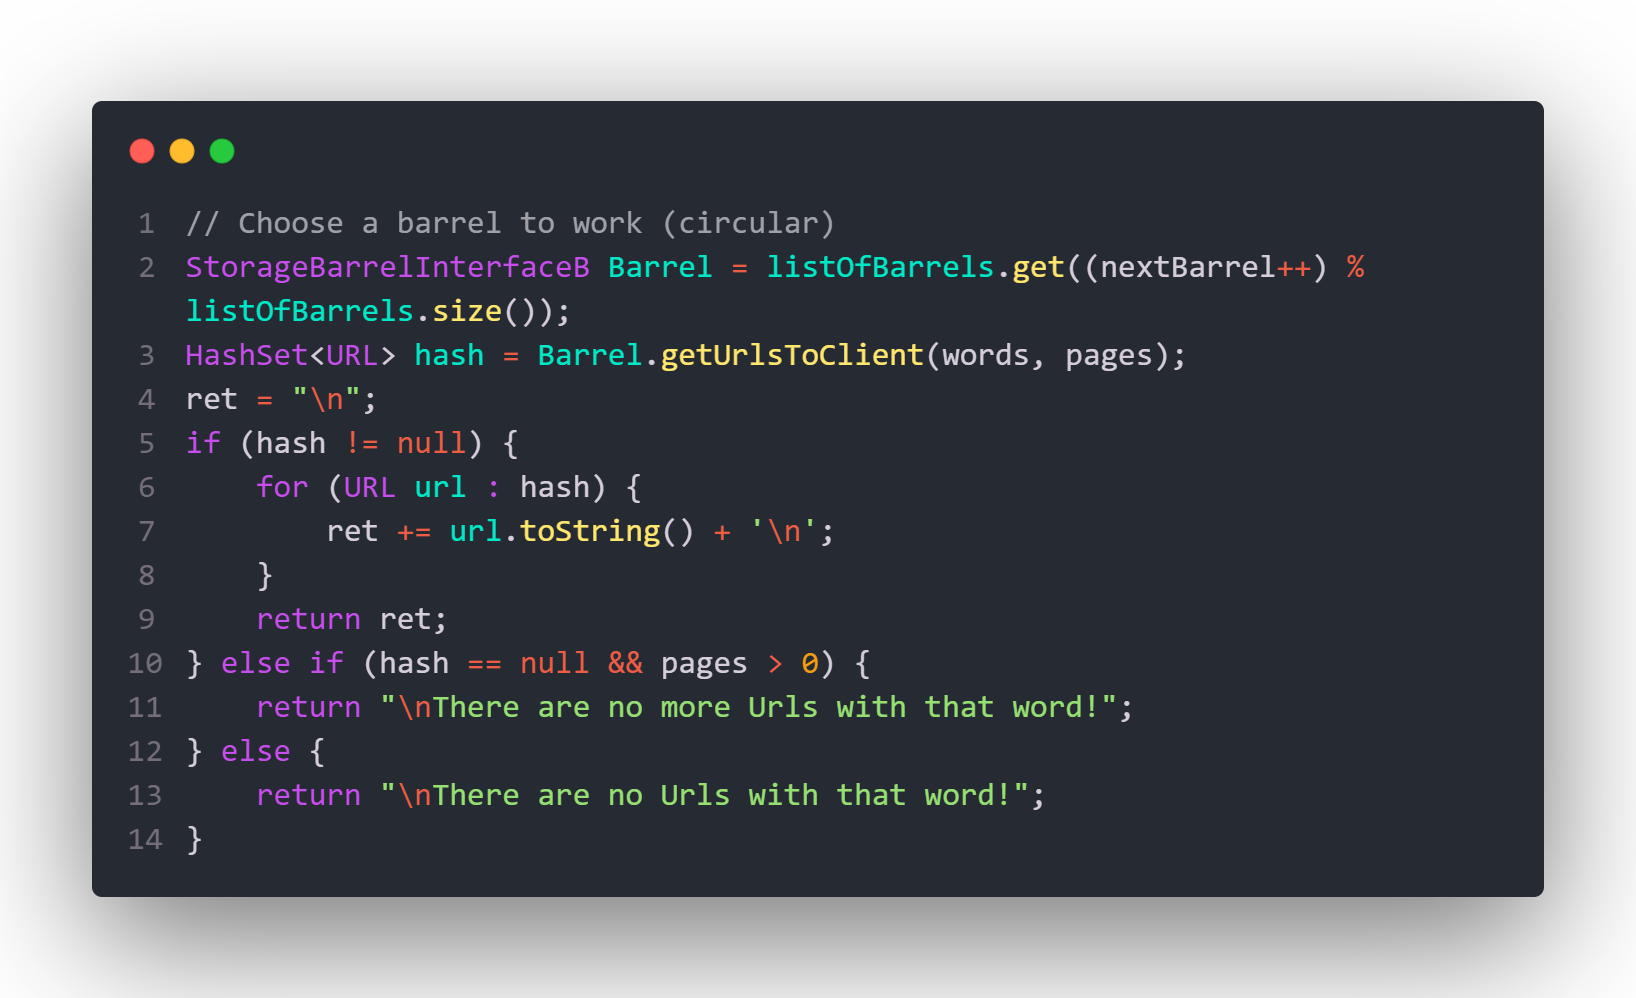 1 // Choose a barrel to work (circular)
2 StorageBarrelInterfaceB Barrel = listOfBarrels.get((nextBarrel++) %
listOfBarrels.size());
3 HashSet<URL> hash = Barrel.getUrlsToClient(words, pages);
4 ret = "\n";
5 if (hash != null) {
6     for (URL url : hash) {
7         ret += url.toString() + '\n';
8     }
9     return ret;
10 } else if (hash == null && pages > 0) {
11     return "\nThere are no more Urls with that word!";
12 } else {
13     return "\nThere are no Urls with that word!";
14 }